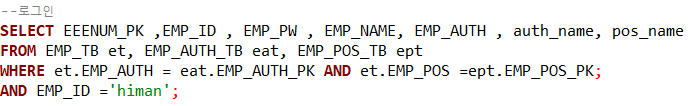 --로그인
SELECT EEENUM_PK ,EMP_ID , EMP_PW , EMP_NAME, EMP_AUTH , auth_name, pos_name
FROM EMP_TB et, EMP_AUTH_TB eat, EMP_POS_TB ept
WHERE et.EMP_AUTH = eat.EMP_AUTH_PK AND et.EMP_POS =ept.EMP_POS_PK;
AND EMP_ID ='himan';